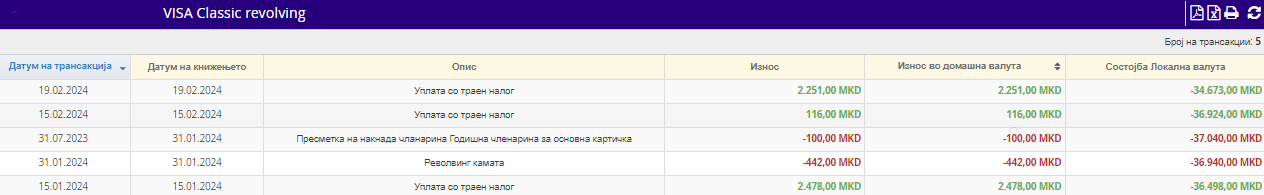 VISA Classic revolving
Број на трансакции: 5
Датум на трансакција Датум на книжењето Опис Износ Износ во домашна валута Состојба Локална валута
19.02.2024 19.02.2024 Уплата со траен налог 2.251,00 MKD 2.251,00 MKD -34.673,00 MKD
15.02.2024 15.02.2024 Уплата со траен налог 116,00 MKD 116,00 MKD -36.924,00 MKD
31.07.2023 31.01.2024 Пресметка на накнада чланарина Годишна членарина за основна картичка -100,00 MKD -100,00 MKD -37.040,00 MKD
31.01.2024 31.01.2024 Револвинг камата -442,00 MKD -442,00 MKD -36.940,00 MKD
15.01.2024 15.01.2024 Уплата со траен налог 2.478,00 MKD 2.478,00 MKD -36.498,00 MKD